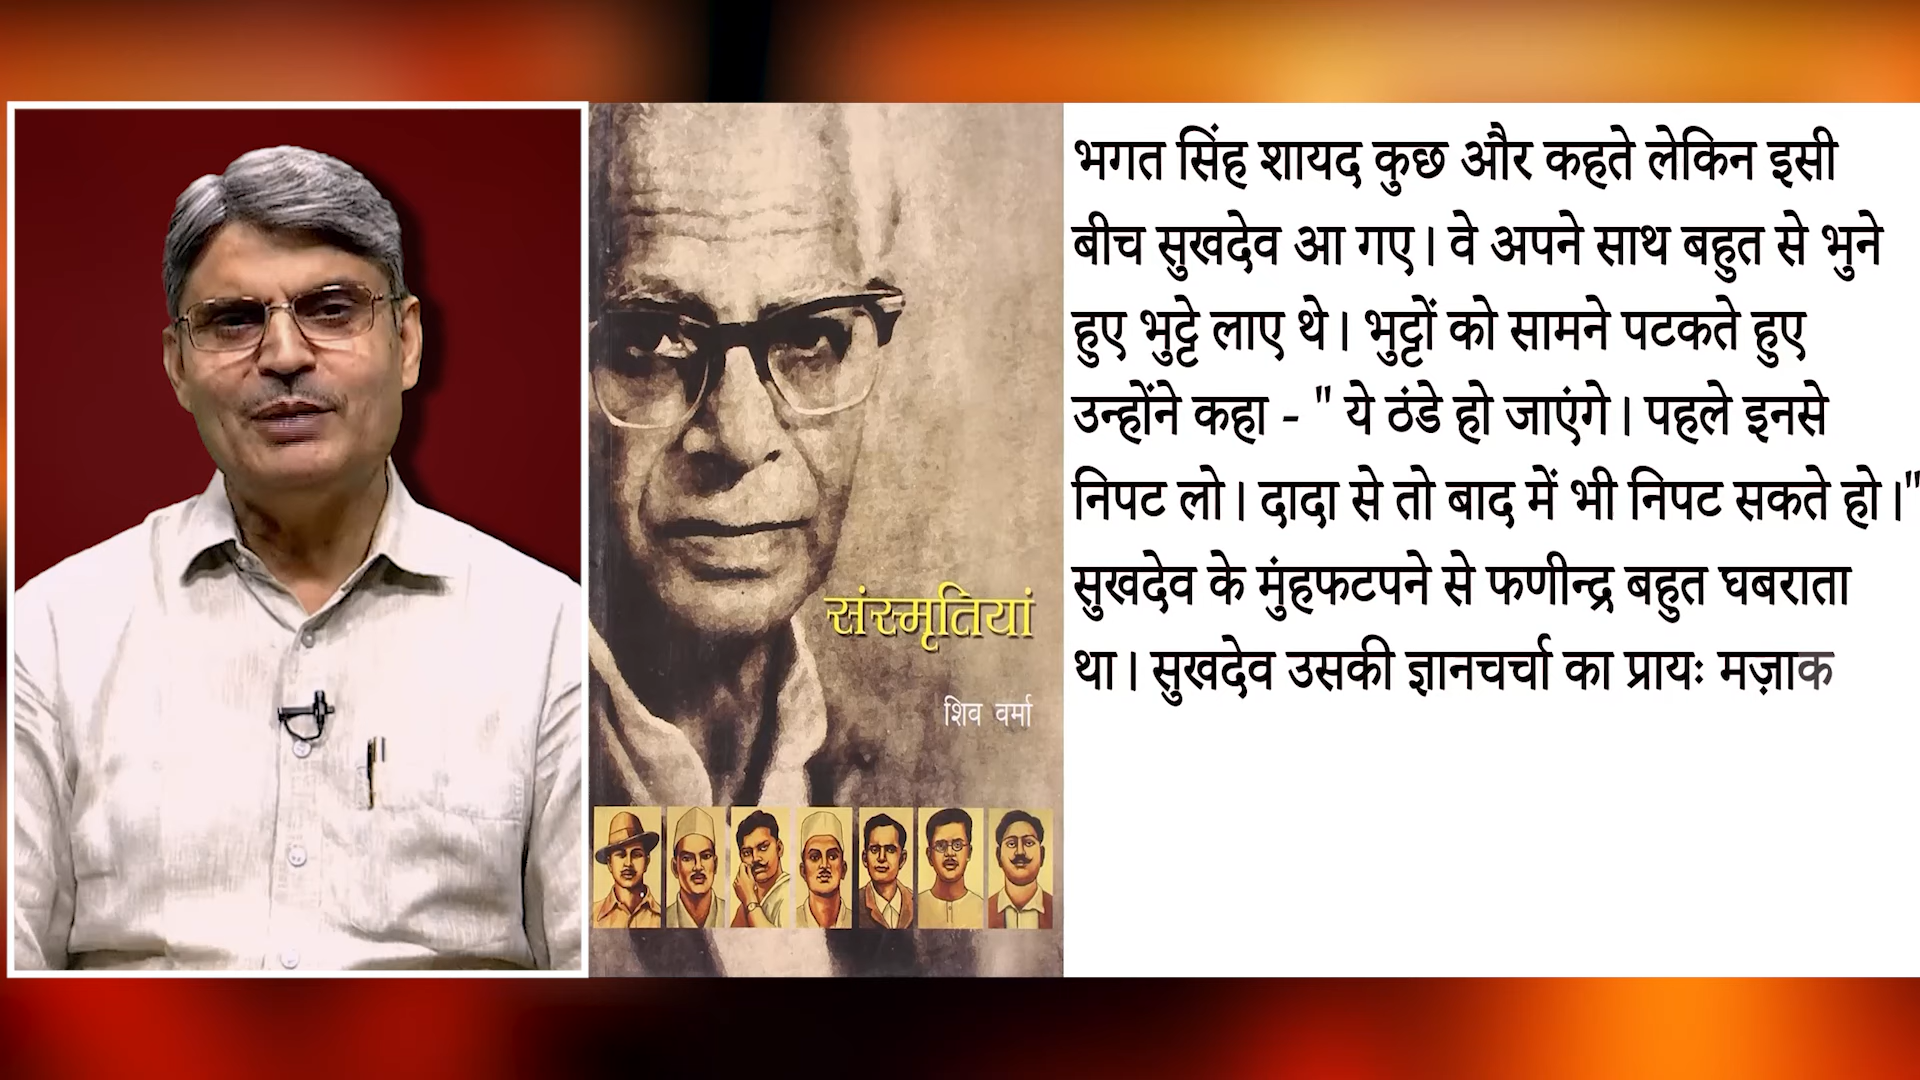 संस्मृतियां
शिव वर्मा
भगत सिंह शायद कुछ और कहते लेकिन इसी
बीच सुखदेव आ गए। वे अपने साथ बहुत से भुने
हुए भुट्टे लाए थे। भुट्टों को सामने पटकते हुए
उन्होंने कहा - " ये ठंडे हो जाएंगे। पहले इनसे
निपट लो। दादा से तो बाद में भी निपट सकते हो।"
सुखदेव के मुंहफटपने से फणीन्द्र बहुत घबराता
था। सुखदेव उसकी ज्ञानचर्चा का प्रायः मज़ाक